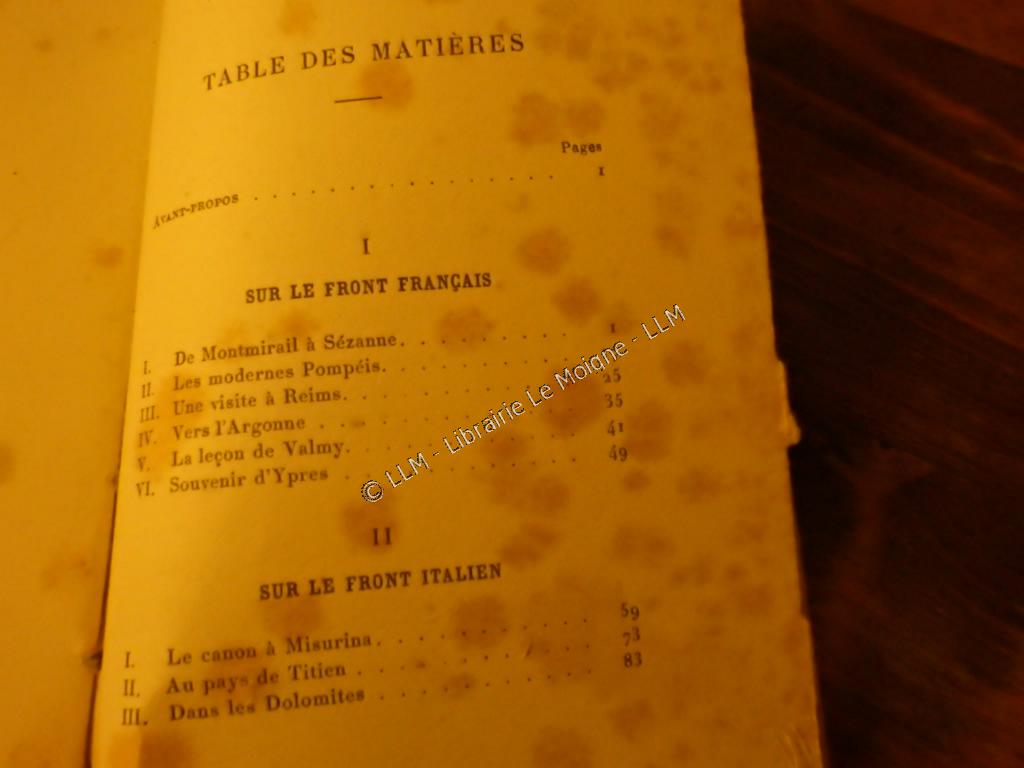 TABLE DES MATIÈRES
Pages
AVANT-PROPOS . . . . . . . . . . . . . . . . I
I
SUR LE FRONT FRANÇAIS
I. De Montmirail à Sézanne. . . . . . . . . . 1
II. Les modernes Pompéis. . . . . . . . . .
III. Une visite à Reims. . . . . . . . . . . . 25
IV. Vers l'Argonne . . . . . . . . . . . . . 35
V. La leçon de Valmy. . . . . . . . . . . . 41
VI. Souvenir d'Ypres . . . . . . . . . . . . 49
© LLM - Librairie Le Moigne - LLM
II
SUR LE FRONT ITALIEN
I. Le canon à Misurina. . . . . . . . . . . 59
II. Au pays de Titien . . . . . . . . . . . . 73
III. Dans les Dolomites . . . . . . . . . . . 83